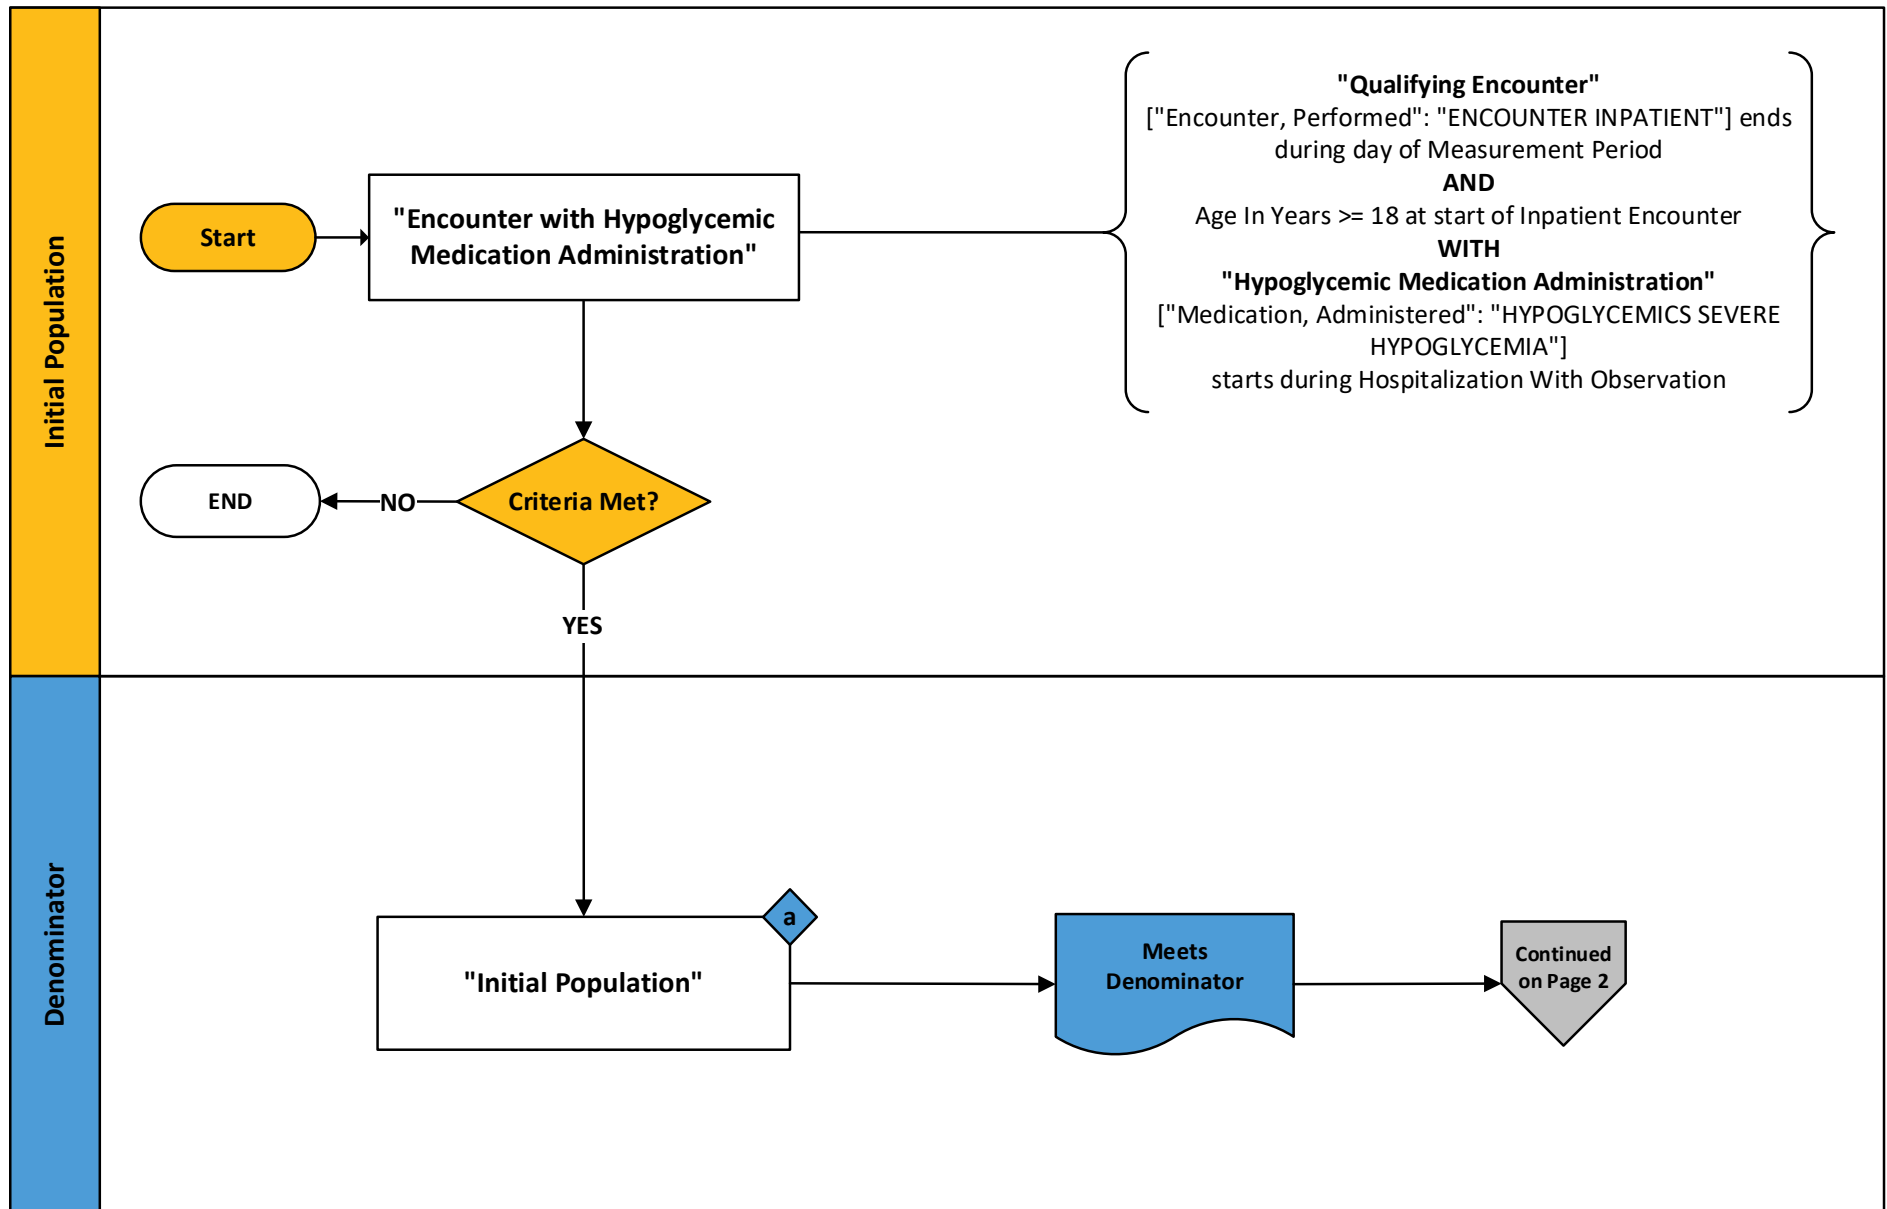 Initial Population
Start
"Encounter with Hypoglycemic
Medication Administration"
"Qualifying Encounter"
["Encounter, Performed": "ENCOUNTER INPATIENT"] ends
during day of Measurement Period
AND
Age In Years >= 18 at start of Inpatient Encounter
WITH
"Hypoglycemic Medication Administration"
["Medication, Administered": "HYPOGLYCEMICS SEVERE
HYPOGLYCEMIA"]
starts during Hospitalization With Observation
END
NO
Criteria Met?
YES
Denominator
"Initial Population"
a
Meets
Denominator
Continued
on Page 2